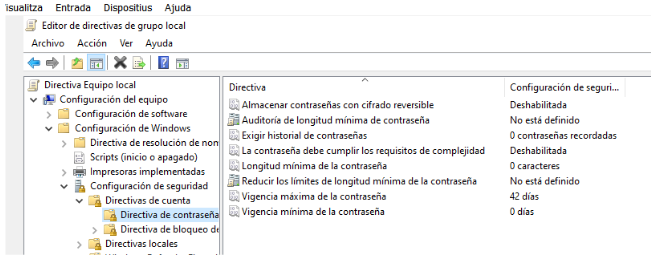 isualitza Entrada Dispositius Ajuda
Editor de directivas de grupo local
Archivo Acción Ver Ayuda
Directiva Equipo local
Configuración del equipo
Configuración de software
Configuración de Windows
Directiva de resolución de nom
Scripts (inicio o apagado)
Impresoras implementadas
Configuración de seguridad
Directivas de cuenta
Directiva de contraseña
Directiva de bloqueo de
Directivas locales
Directiva Configuración de seguri...
Almacenar contraseñas con cifrado reversible Deshabilitada
Auditoría de longitud mínima de contraseña No está definido
Exigir historial de contraseñas 0 contraseñas recordadas
La contraseña debe cumplir los requisitos de complejidad Deshabilitada
Longitud mínima de la contraseña 0 caracteres
Reducir los límites de longitud mínima de la contraseña No está definido
Vigencia máxima de la contraseña 42 días
Vigencia mínima de la contraseña 0 días